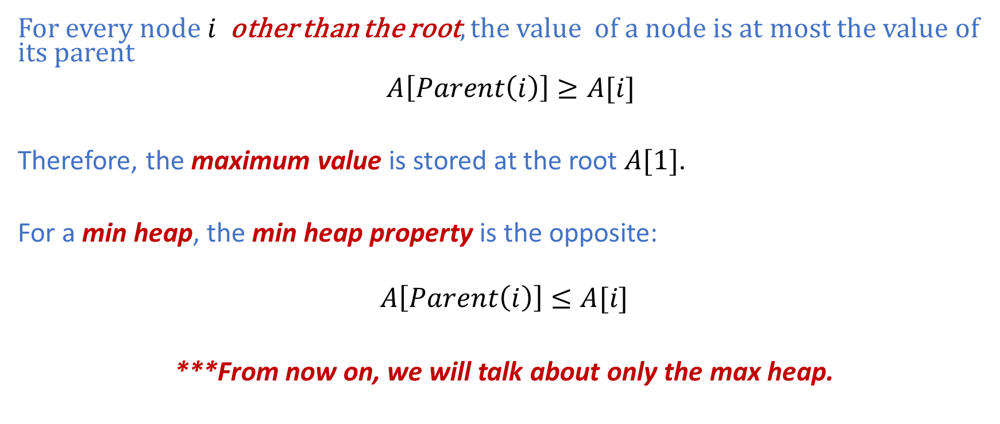 For every node i other than the root, the value of a node is at most the value of
its parent
A[Parent(i)] ≥ A[i]
Therefore, the maximum value is stored at the root A[1].
For a min heap, the min heap property is the opposite:
A[Parent(i)] ≤ A[i]
***From now on, we will talk about only the max heap.